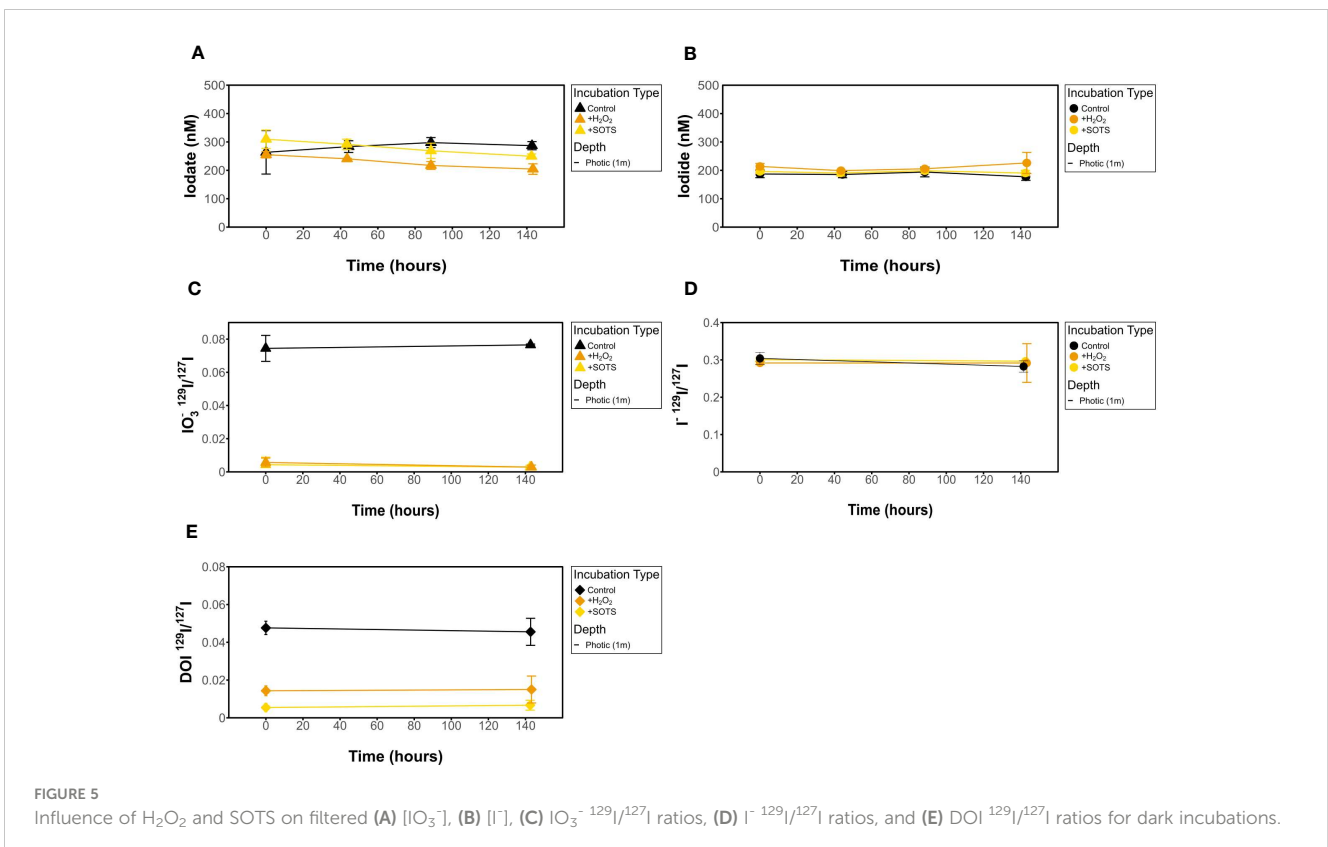 A
B
500
400
300
200
100
0
Iodate (nM)
0 20 40 60 80 100 120 140
Time (hours)
Incubation Type
Control
+H₂O₂
+SOTS
Depth
Photic (1m)
500
400
300
200
100
0
Iodide (nM)
0 20 40 60 80 100 120 140
Time (hours)
Incubation Type
Control
+H₂O₂
+SOTS
Depth
Photic (1m)
C
D
0.08
0.06
0.04
0.02
0
IO₃⁻ ¹²⁹I/¹²⁷I
0 20 40 60 80 100 120 140
Time (hours)
Incubation Type
Control
+H₂O₂
+SOTS
Depth
Photic (1m)
0.4
0.3
0.2
0.1
0
I⁻ ¹²⁹I/¹²⁷I
0 20 40 60 80 100 120 140
Time (hours)
Incubation Type
Control
+H₂O₂
+SOTS
Depth
Photic (1m)
E
0.08
0.06
0.04
0.02
0
DOI ¹²⁹I/¹²⁷I
0 20 40 60 80 100 120 140
Time (hours)
Incubation Type
Control
+H₂O₂
+SOTS
Depth
Photic (1m)
FIGURE 5
Influence of H₂O₂ and SOTS on filtered (A) [IO₃⁻], (B) [I⁻], (C) IO₃⁻ ¹²⁹I/¹²⁷I ratios, (D) I⁻ ¹²⁹I/¹²⁷I ratios, and (E) DOI ¹²⁹I/¹²⁷I ratios for dark incubations.